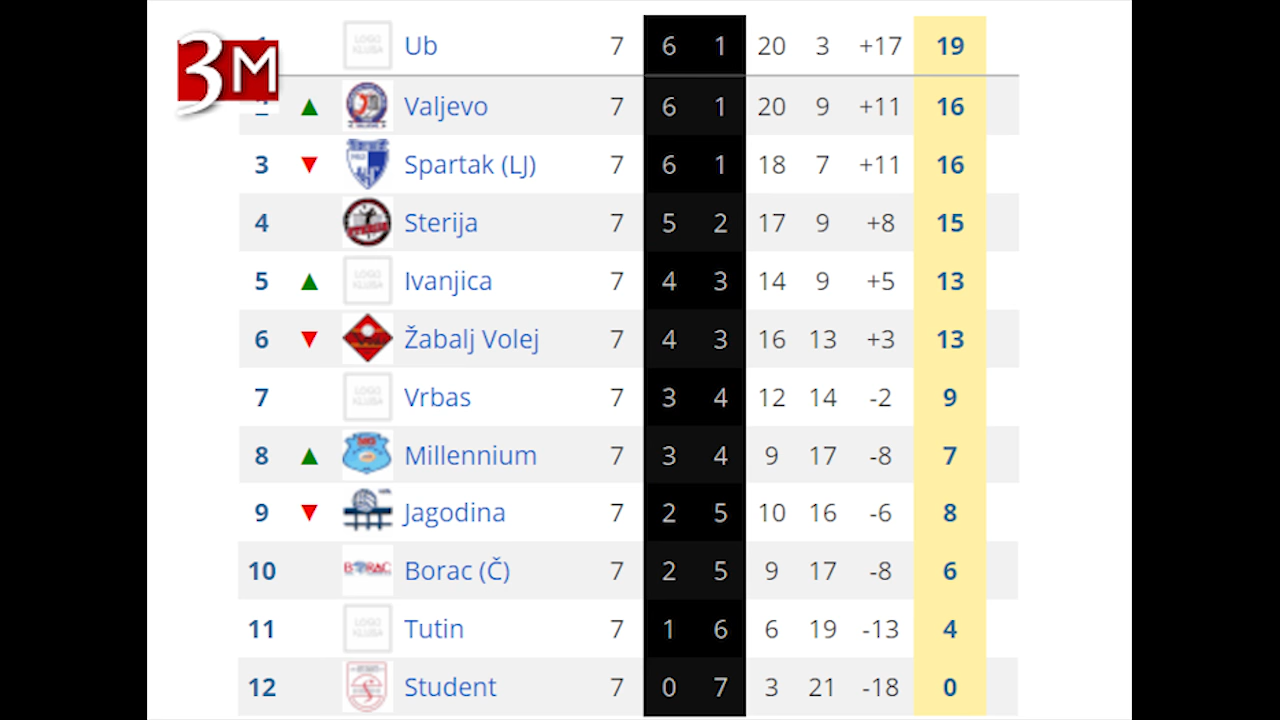 3M
Ub 7 6 1 20 3 +17 19
Valjevo 7 6 1 20 9 +11 16
3 Spartak (LJ) 7 6 1 18 7 +11 16
4 Sterija 7 5 2 17 9 +8 15
5 Ivanjica 7 4 3 14 9 +5 13
6 Žabalj Volej 7 4 3 16 13 +3 13
7 Vrbas 7 3 4 12 14 -2 9
8 Millennium 7 3 4 9 17 -8 7
9 Jagodina 7 2 5 10 16 -6 8
10 Borac (Č) 7 2 5 9 17 -8 6
11 Tutin 7 1 6 6 19 -13 4
12 Student 7 0 7 3 21 -18 0